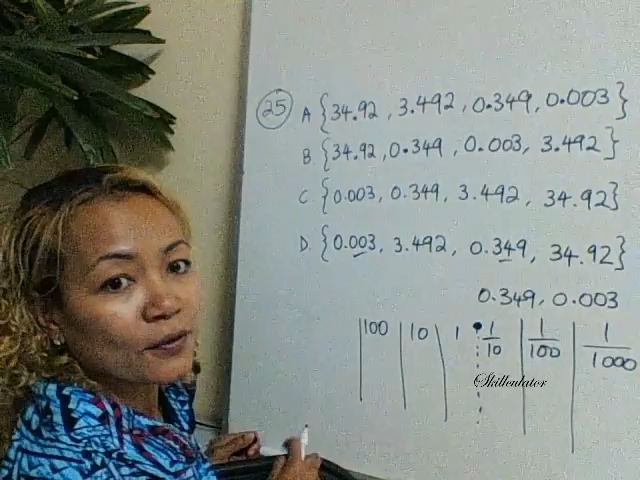 25 A {34.92, 3.492, 0.349, 0.003}
B. {34.92, 0.349, 0.003, 3.492}
C. {0.003, 0.349, 3.492, 34.92}
D. {0.003, 3.492, 0.349, 34.92}
0.349, 0.003
100 10 1 • 1/10 1/100 1/1000
Skillenlator